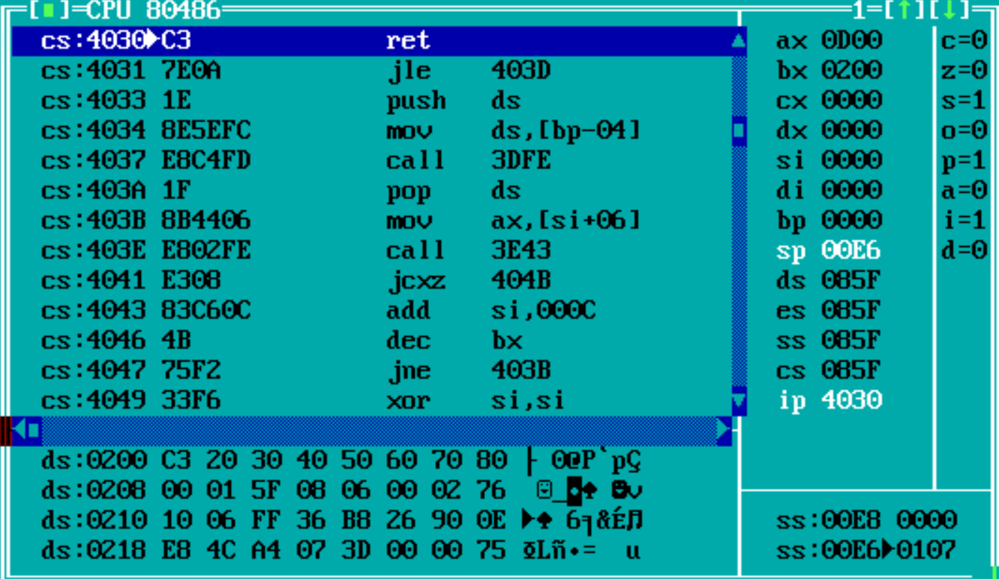 [■]=CPU 80486 1=[↑][↓]
cs:4030►C3 ret ax 0D00 c=0
cs:4031 7E0A jle 403D bx 0200 z=0
cs:4033 1E push ds cx 0000 s=1
cs:4034 8E5EFC mov ds,[bp-04] dx 0000 o=0
cs:4037 E8C4FD call 3DFE si 0000 p=1
cs:403A 1F pop ds di 0000 a=0
cs:403B 8B4406 mov ax,[si+06] bp 0000 i=1
cs:403E E802FE call 3E43 sp 00E6 d=0
cs:4041 E308 jcxz 404B ds 085F
cs:4043 83C60C add si,000C es 085F
cs:4046 4B dec bx ss 085F
cs:4047 75F2 jne 403B cs 085F
cs:4049 33F6 xor si,si ip 4030
ds:0200 C3 20 30 40 50 60 70 80 ├ 0@P`pÇ
ds:0208 00 01 5F 08 06 00 02 76 ☺_◘♠ ☻v
ds:0210 10 06 FF 36 B8 26 90 0E ►♠ 6╕&É♫ ss:00E8 0000
ds:0218 E8 4C A4 07 3D 00 00 75 ΦLñ•= u ss:00E6►0107